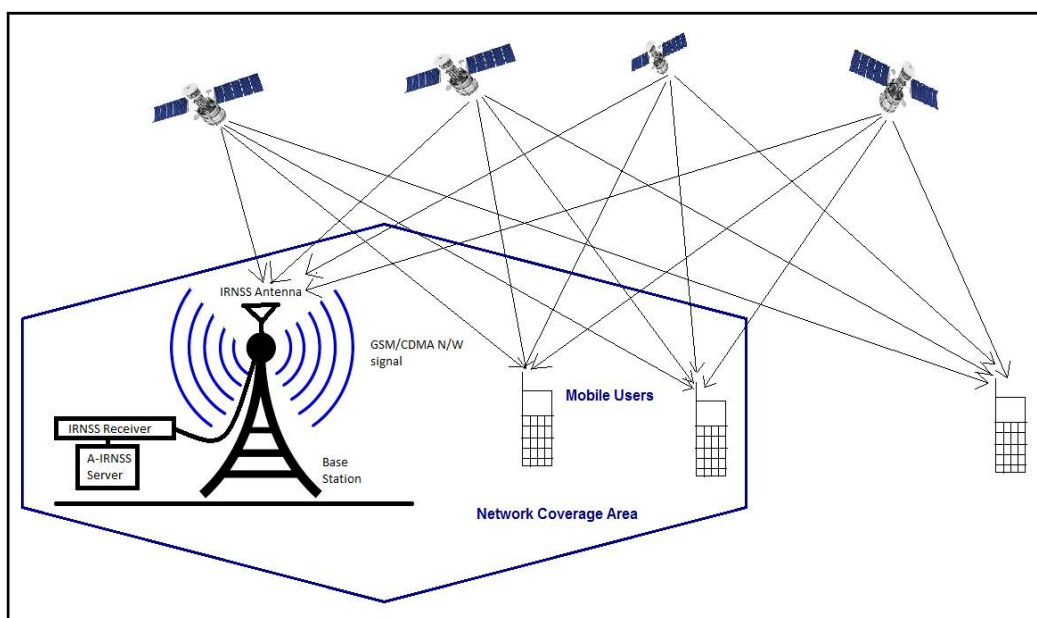 IRNSS Antenna
GSM/CDMA N/W
signal
Mobile Users
IRNSS Receiver
A-IRNSS
Server
Base
Station
Network Coverage Area